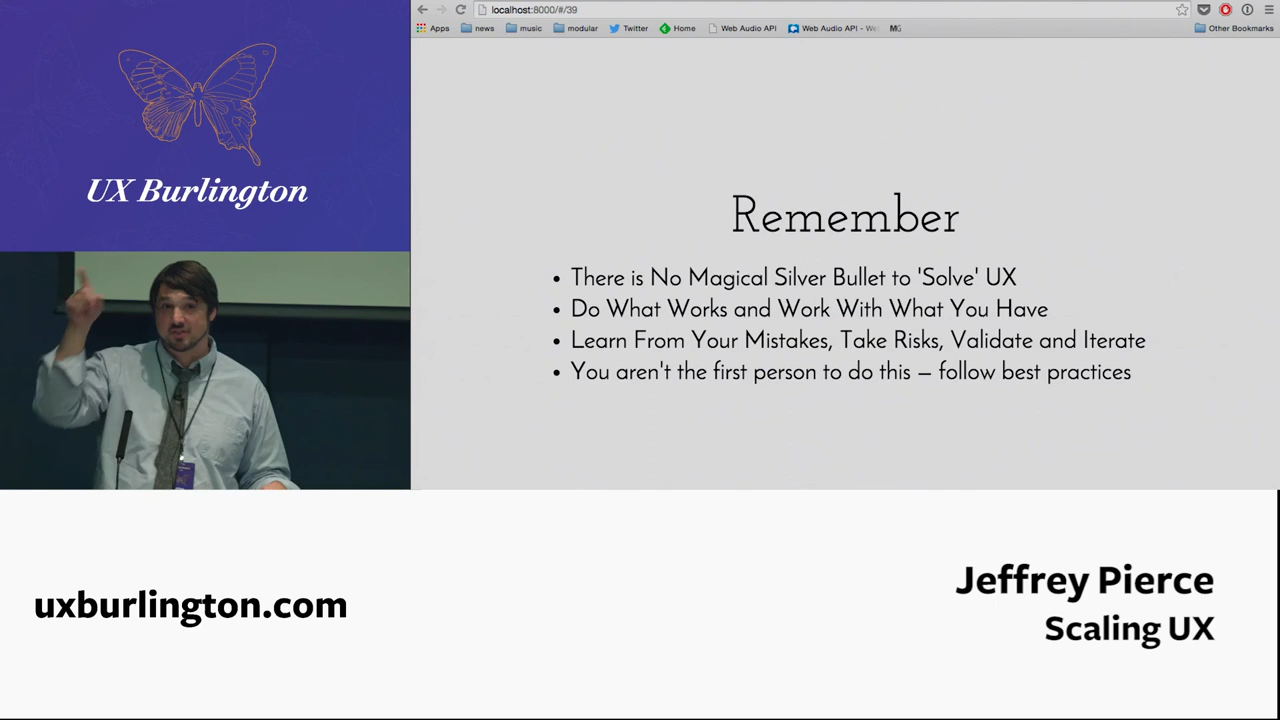 localhost:8000/#/39
Apps news music modular Twitter Home Web Audio API Web Audio API - We MG Other Bookmarks
UX Burlington
Remember
• There is No Magical Silver Bullet to 'Solve' UX
• Do What Works and Work With What You Have
• Learn From Your Mistakes, Take Risks, Validate and Iterate
• You aren't the first person to do this – follow best practices
uxburlington.com
Jeffrey Pierce
Scaling UX